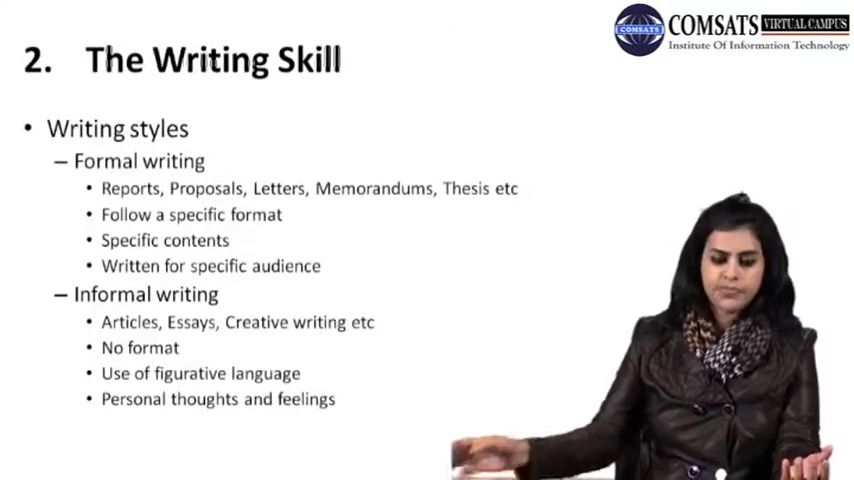 COMSATS VIRTUAL CAMPUS
Institute Of Information Technology
COMSATS
2. The Writing Skill
• Writing styles
– Formal writing
• Reports, Proposals, Letters, Memorandums, Thesis etc
• Follow a specific format
• Specific contents
• Written for specific audience
– Informal writing
• Articles, Essays, Creative writing etc
• No format
• Use of figurative language
• Personal thoughts and feelings